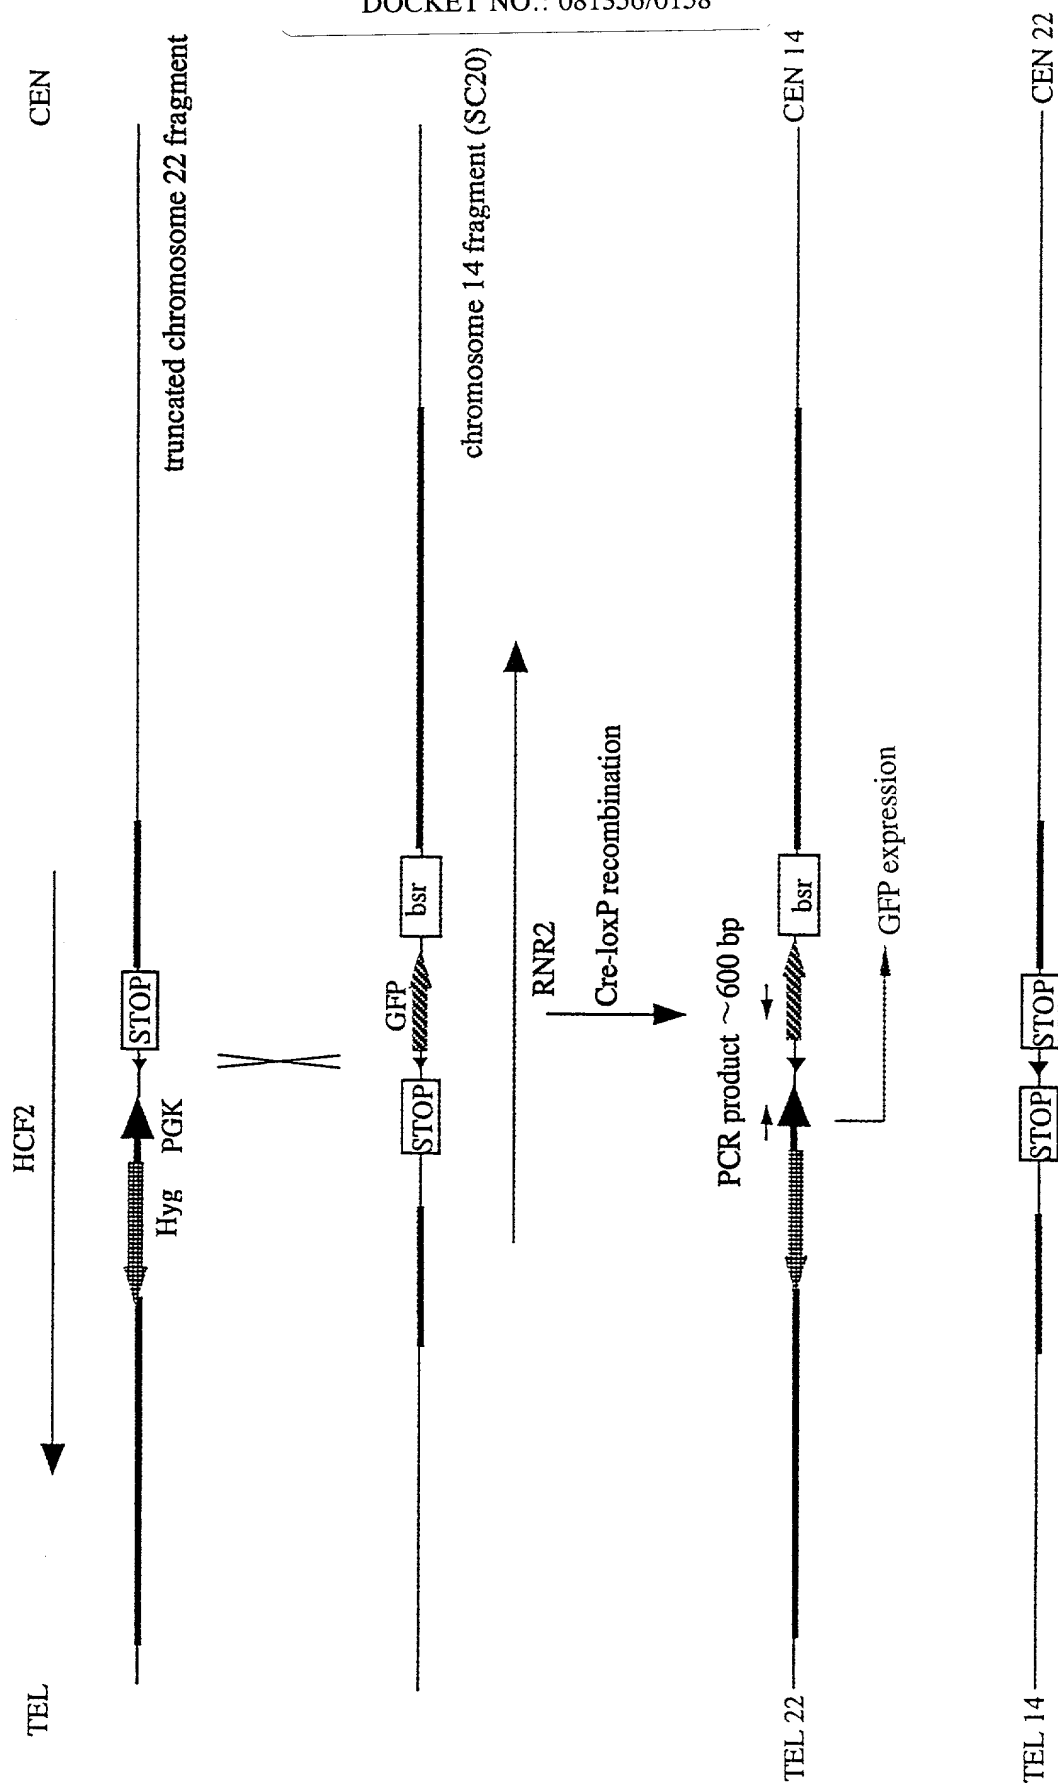 DOCKET NO.: 081356/0158
TEL
HCF2
CEN
Hyg
PGK
STOP
truncated chromosome 22 fragment
STOP
GFP
bsr
chromosome 14 fragment (SC20)
RNR2
Cre-loxP recombination
PCR product ~600 bp
TEL 22
bsr
CEN 14
GFP expression
TEL 14
STOP
STOP
CEN 22